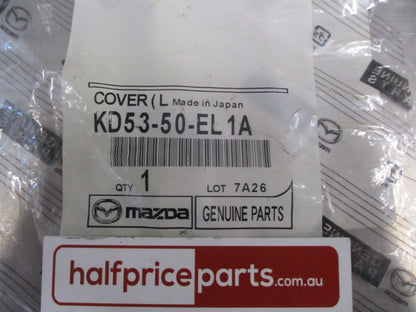 COVER ( L Made in Japan
KD53-50-EL1A
QTY 1 LOT 7A26
mazda GENUINE PARTS
halfpriceparts.com.au